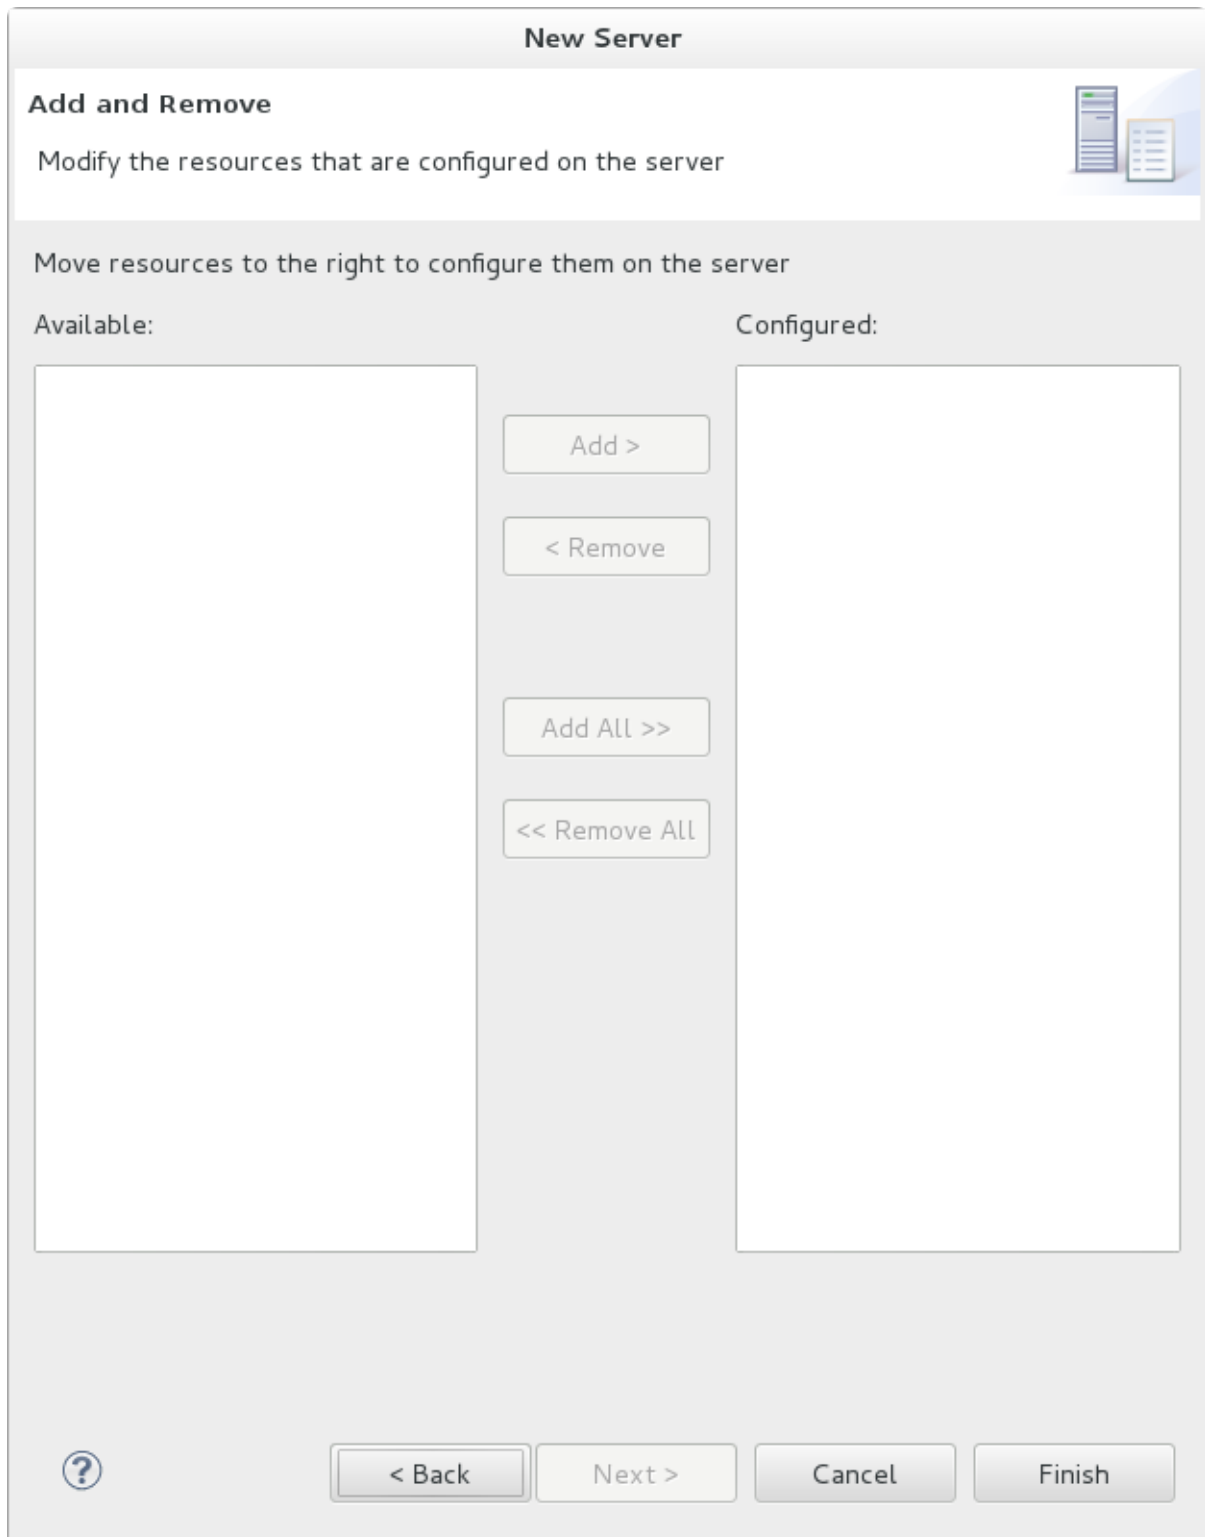 New Server
Add and Remove
Modify the resources that are configured on the server
Move resources to the right to configure them on the server
Available:
Configured:
Add >
< Remove
Add All >>
<< Remove All
?
< Back
Next >
Cancel
Finish